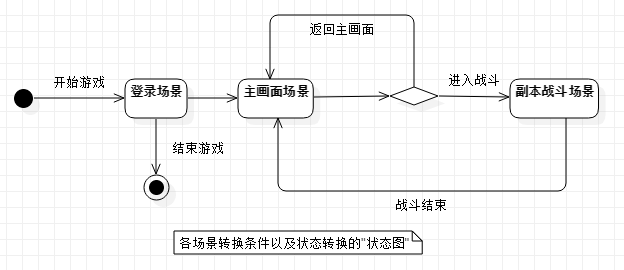 返回主画面
开始游戏
登录场景
主画面场景
进入战斗
副本战斗场景
结束游戏
战斗结束
各场景转换条件以及状态转换的"状态图"